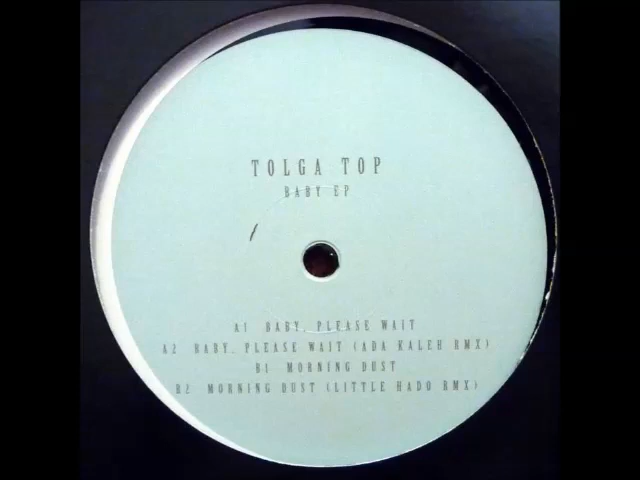 TOLGA TOP
BABY EP
A1 BABY, PLEASE WAIT
A2 BABY, PLEASE WAIT (ADA KALEH RMX)
B1 MORNING DUST
B2 MORNING DUST (LITTLE HADO RMX)